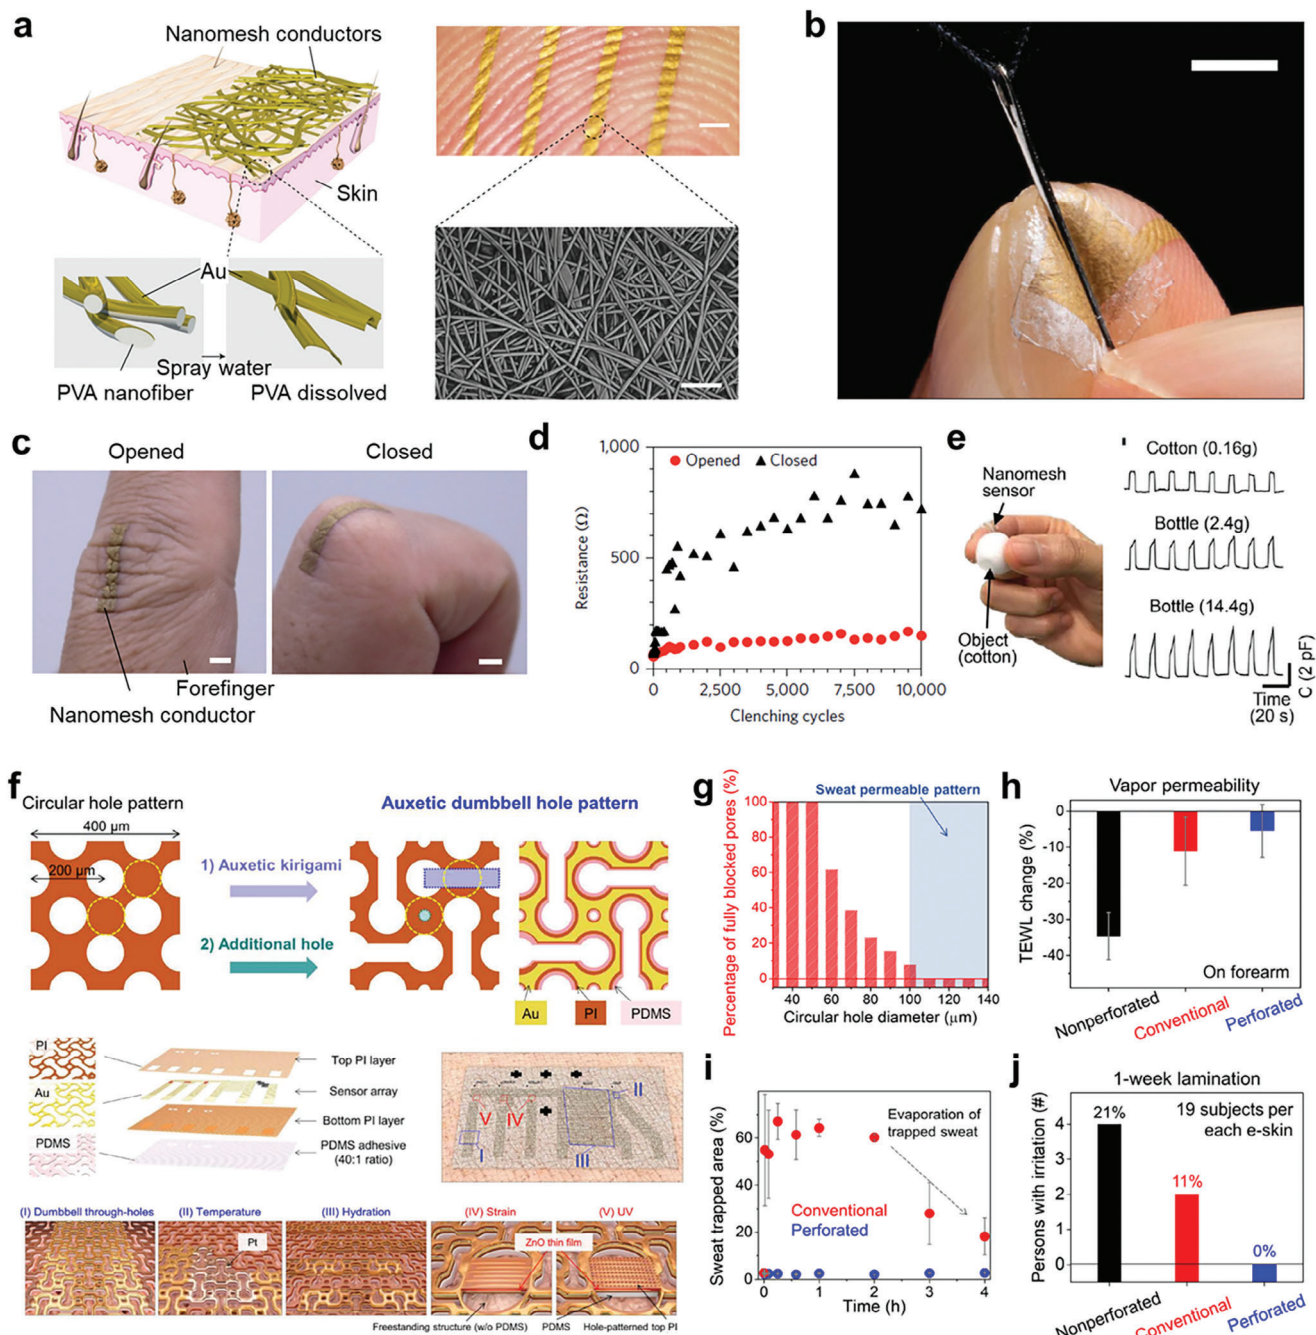 a
Nanomesh conductors
Skin
Au
Spray water
PVA nanofiber
PVA dissolved
b
c
Opened
Closed
Forefinger
Nanomesh conductor
d
1,000
500
0
Resistance (Ω)
Opened
Closed
0
2,500
5,000
7,500
10,000
Clenching cycles
e
Nanomesh
sensor
Object
(cotton)
Cotton (0.16g)
Bottle (2.4g)
Bottle (14.4g)
C (2 pF)
Time
(20 s)
f
Circular hole pattern
Auxetic dumbbell hole pattern
400 μm
200 μm
1) Auxetic kirigami
2) Additional hole
Au
PI
PDMS
PI
Au
PDMS
Top PI layer
Sensor array
Bottom PI layer
PDMS adhesive
(40:1 ratio)
I
II
III
IV
V
(I) Dumbbell through-holes
(II) Temperature
(III) Hydration
(IV) Strain
(V) UV
Pt
ZnO thin film
Freestanding structure (w/o PDMS)
PDMS
Hole-patterned top PI
g
Percentage of fully blocked pores (%)
100
80
60
40
20
0
Sweat permeable pattern
40
60
80
100
120
140
Circular hole diameter (μm)
h
Vapor permeability
TEWL change (%)
0
-10
-20
-30
-40
On forearm
Nonperforated
Conventional
Perforated
i
Sweat trapped area (%)
60
40
20
0
Evaporation of
trapped sweat
Conventional
Perforated
0
1
2
3
4
Time (h)
j
1-week lamination
Persons with irritation (#)
4
3
2
1
0
21%
19 subjects per
each e-skin
11%
0%
Nonperforated
Conventional
Perforated